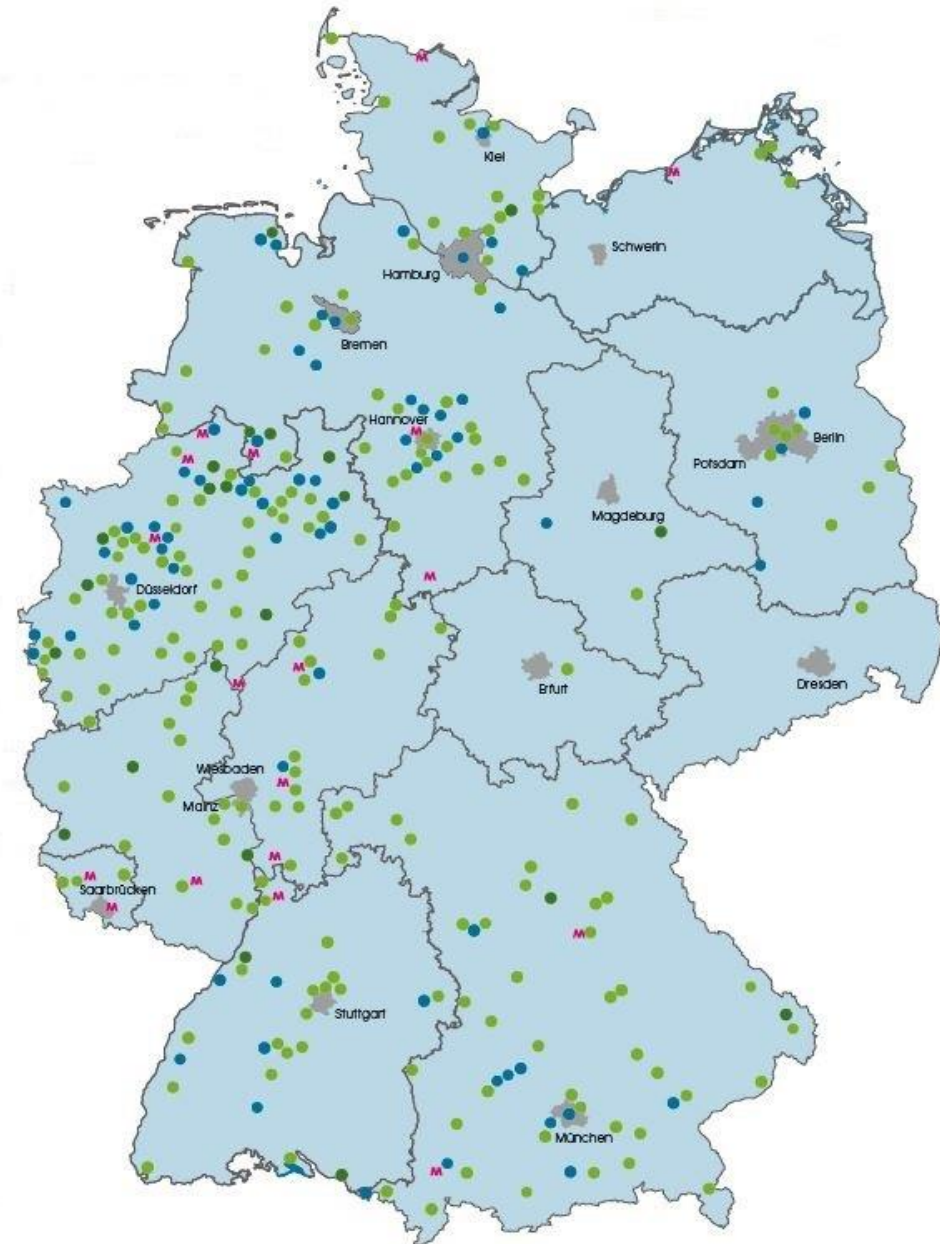 M
Kiel
M
Schwerin
Hamburg
Bremen
Hannover
M
M
Berlin
M
Potsdam
M
Magdeburg
M
M
Düsseldorf
M
Erfurt
M
Dresden
Wiesbaden
M
Mainz
M
M
M
Saarbrücken
M
M
M
Stuttgart
München
M